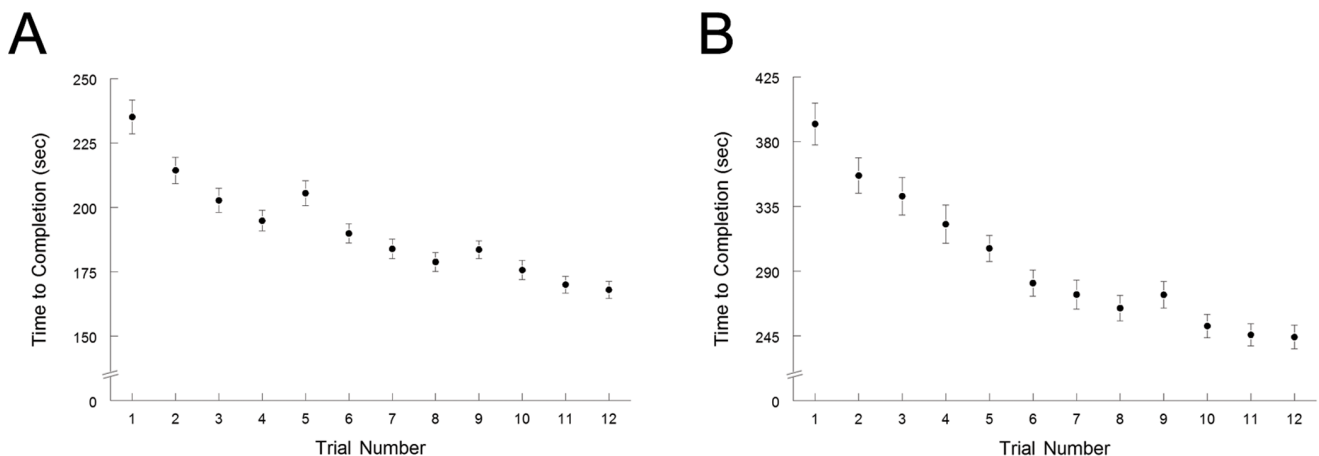 A
250
225
200
175
150
0
Time to Completion (sec)
1 2 3 4 5 6 7 8 9 10 11 12
Trial Number
B
425
380
335
290
245
0
Time to Completion (sec)
1 2 3 4 5 6 7 8 9 10 11 12
Trial Number